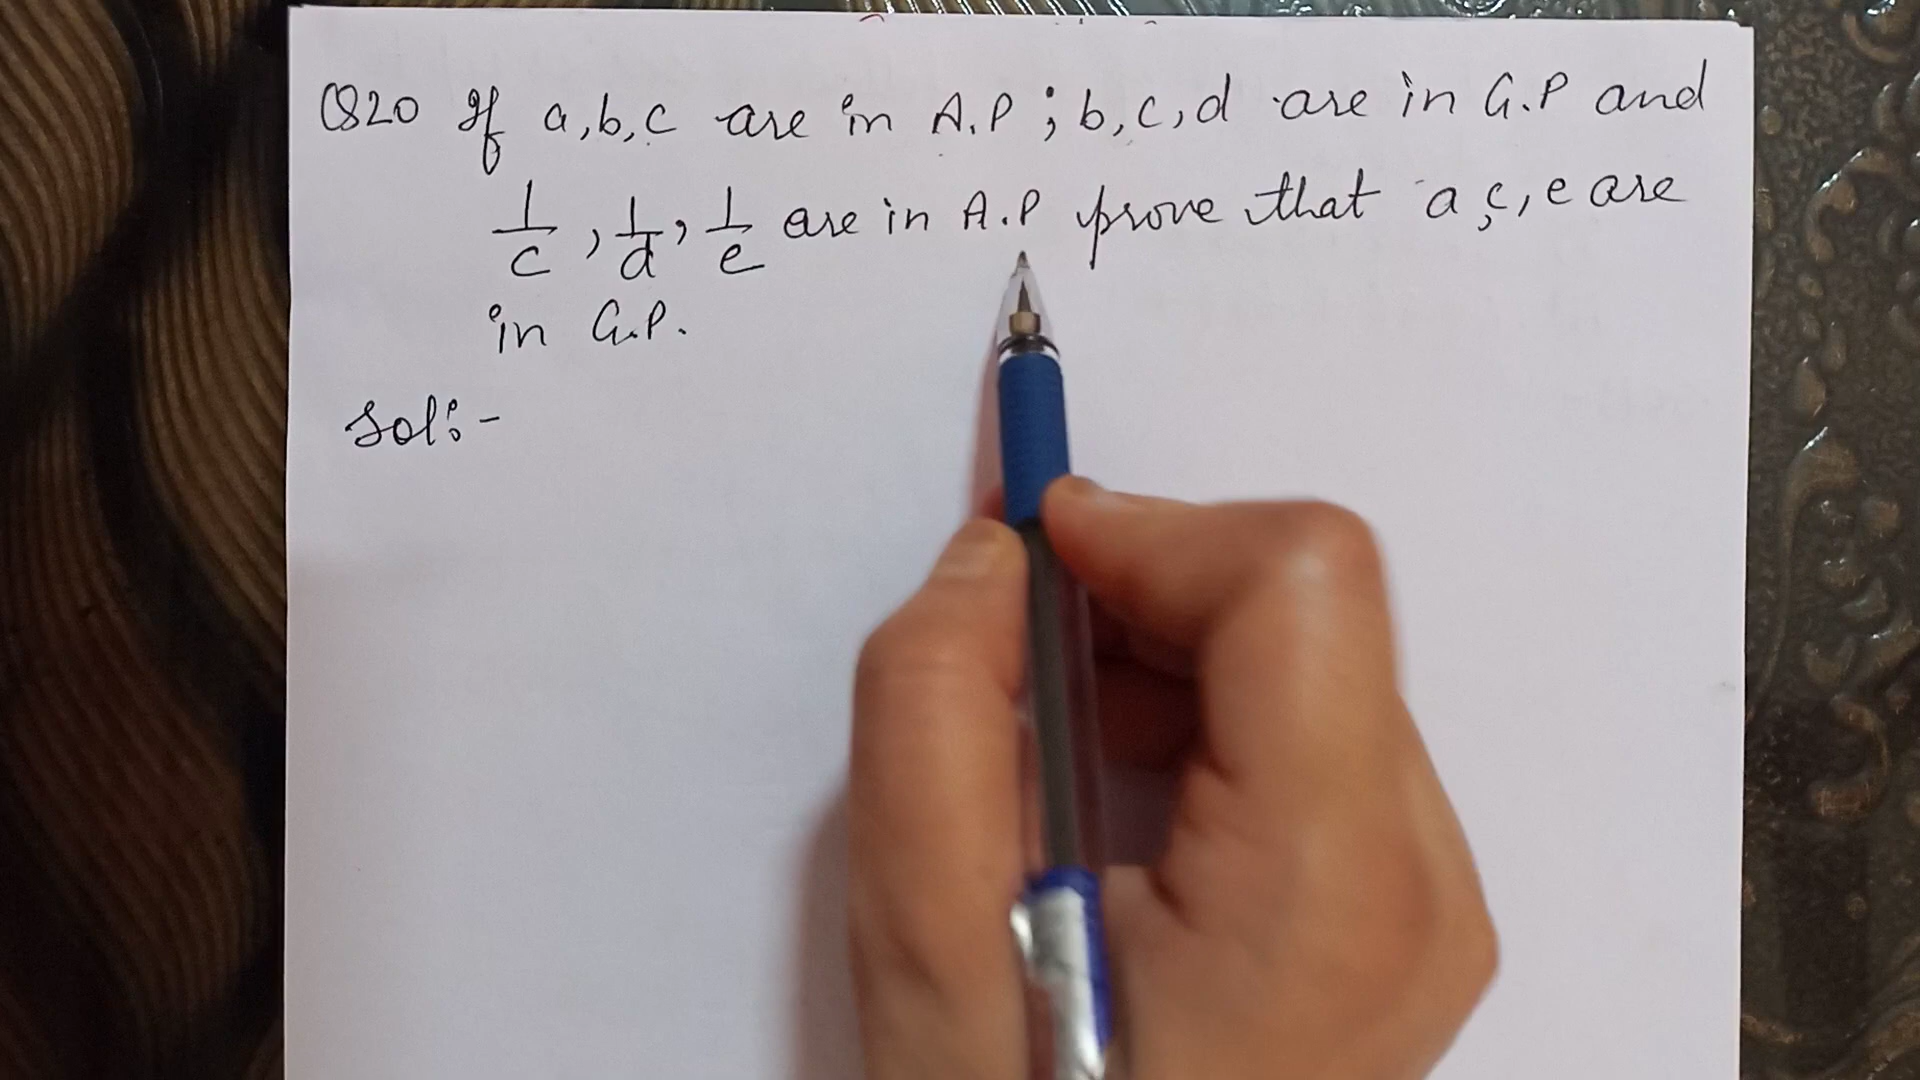 Q20 If a,b,c are in A.P ; b,c,d are in G.P and
1/c , 1/d , 1/e are in A.P prove that a c, e are
in G.P.
Sol: -